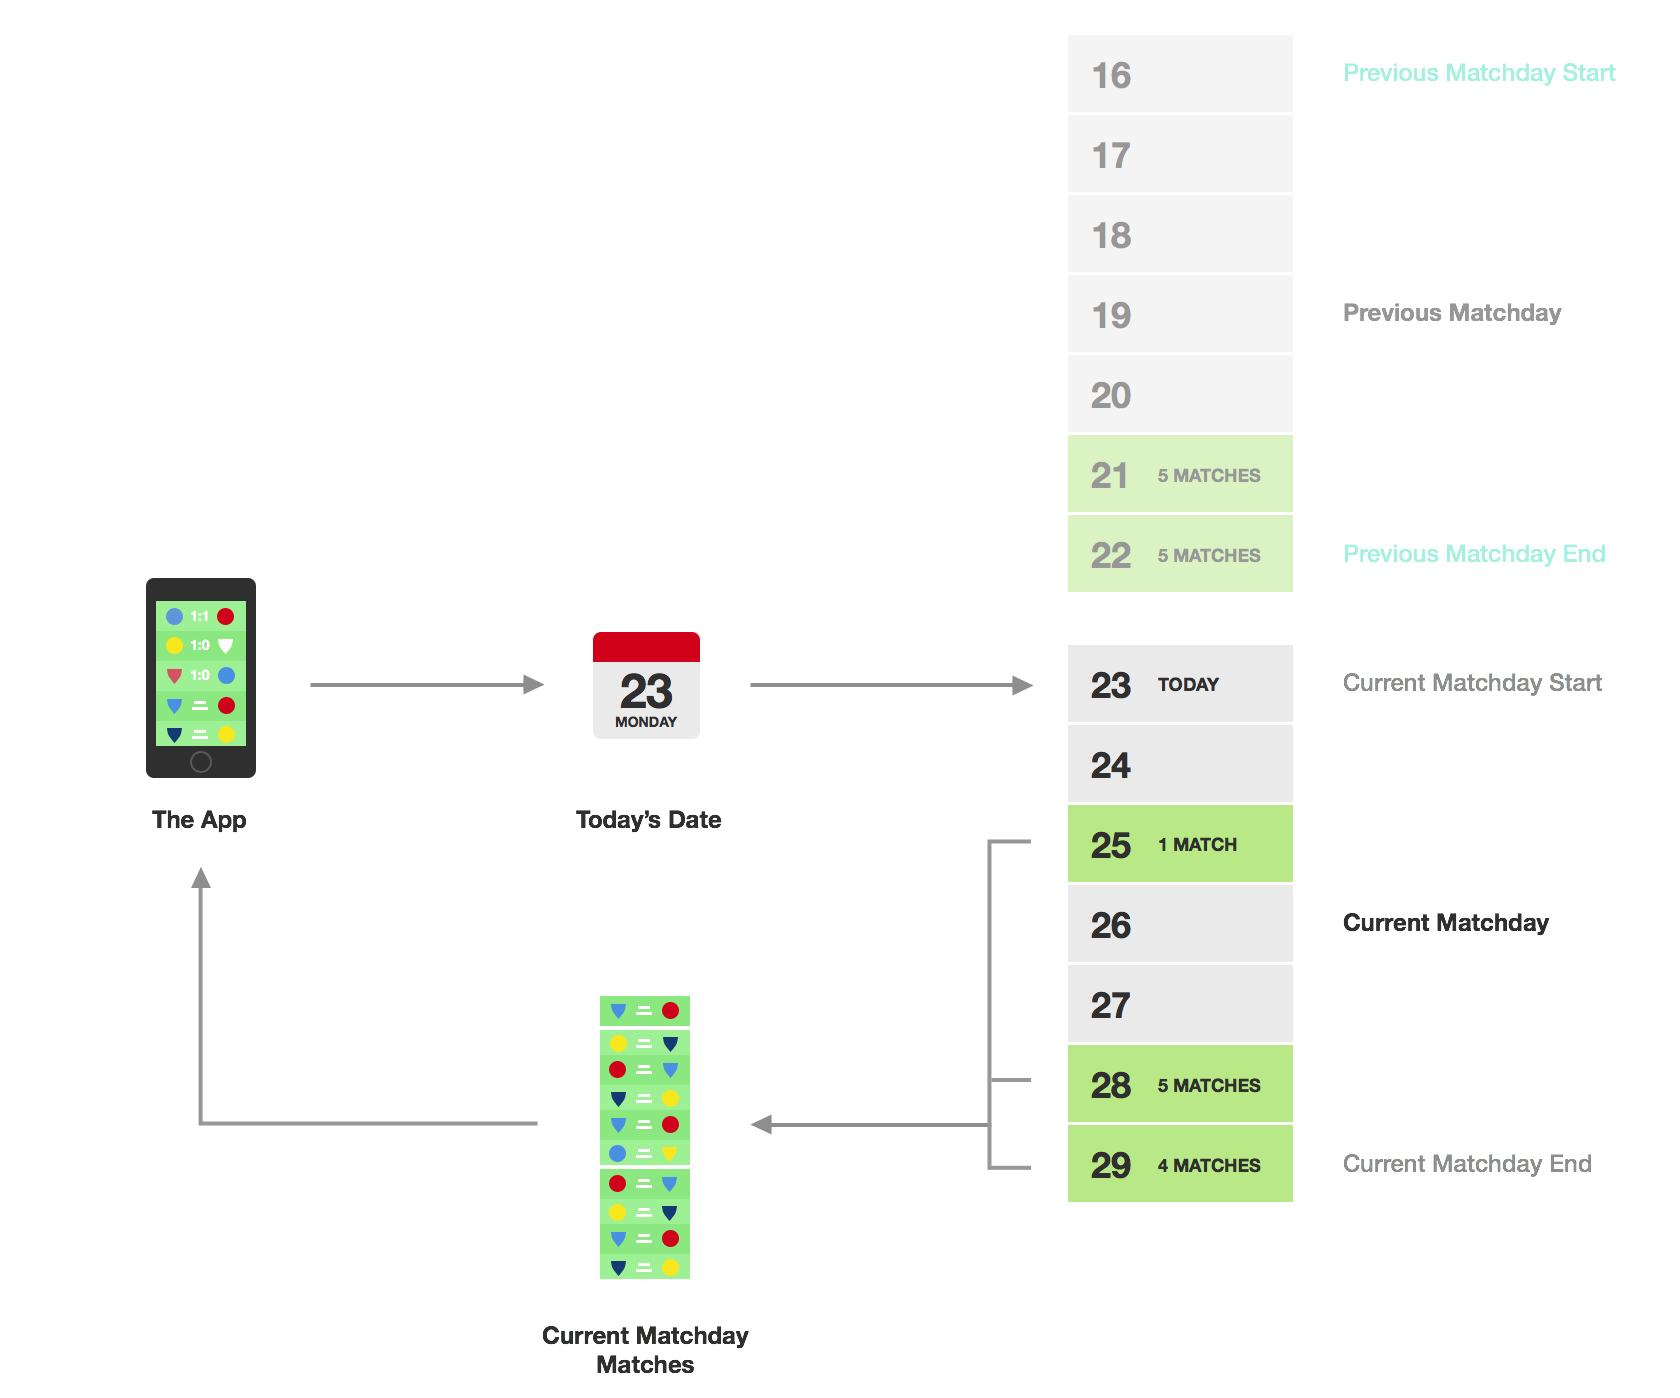 16
Previous Matchday Start
17
18
19
Previous Matchday
20
21 5 MATCHES
22 5 MATCHES
Previous Matchday End
1:1
1:0
1:0
The App
23
MONDAY
Today’s Date
23 TODAY
Current Matchday Start
24
25 1 MATCH
26
Current Matchday
27
28 5 MATCHES
29 4 MATCHES
Current Matchday End
Current Matchday
Matches